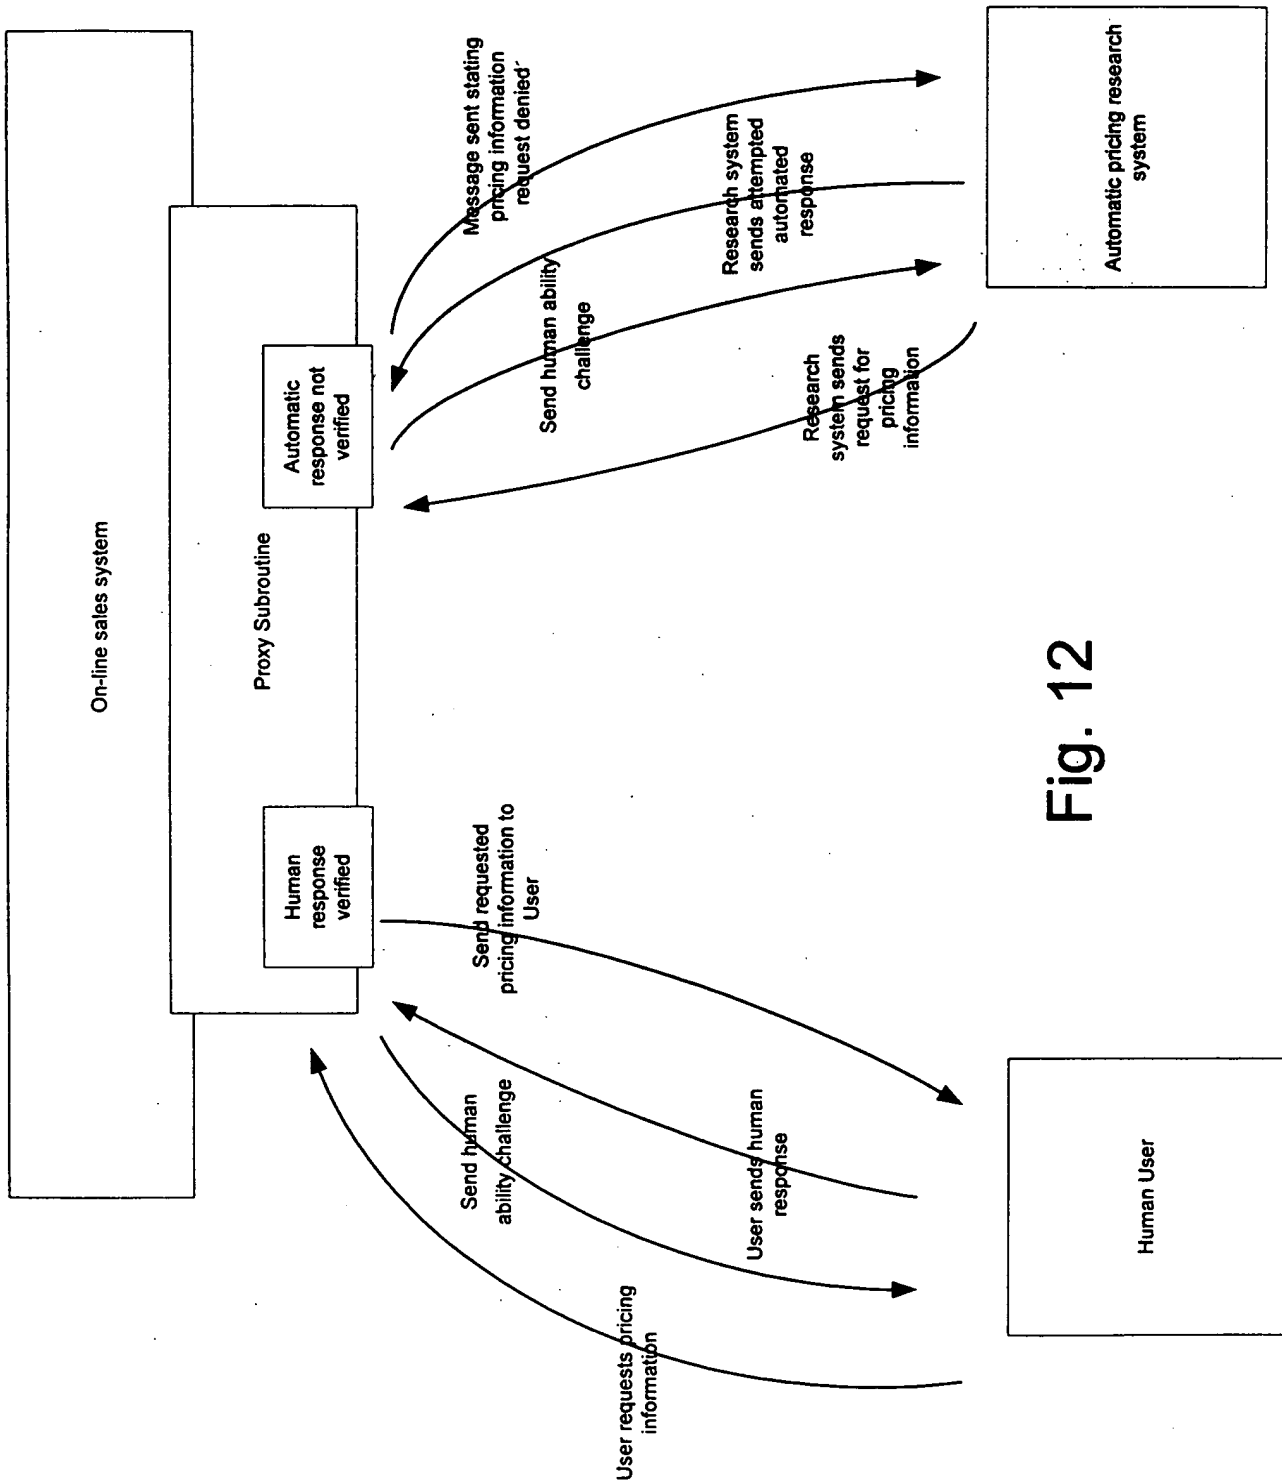 On-line sales system
Proxy Subroutine
Human
response
verified
Automatic
response not
verified
User requests pricing
information
Send human
ability challenge
User sends human
response
Send requested
pricing information to
User
Research
system sends
request for
pricing
information
Send human ability
challenge
Research system
sends attempted
automated
response
Message sent stating
pricing information
request denied
Human User
Automatic pricing research
system
Fig. 12